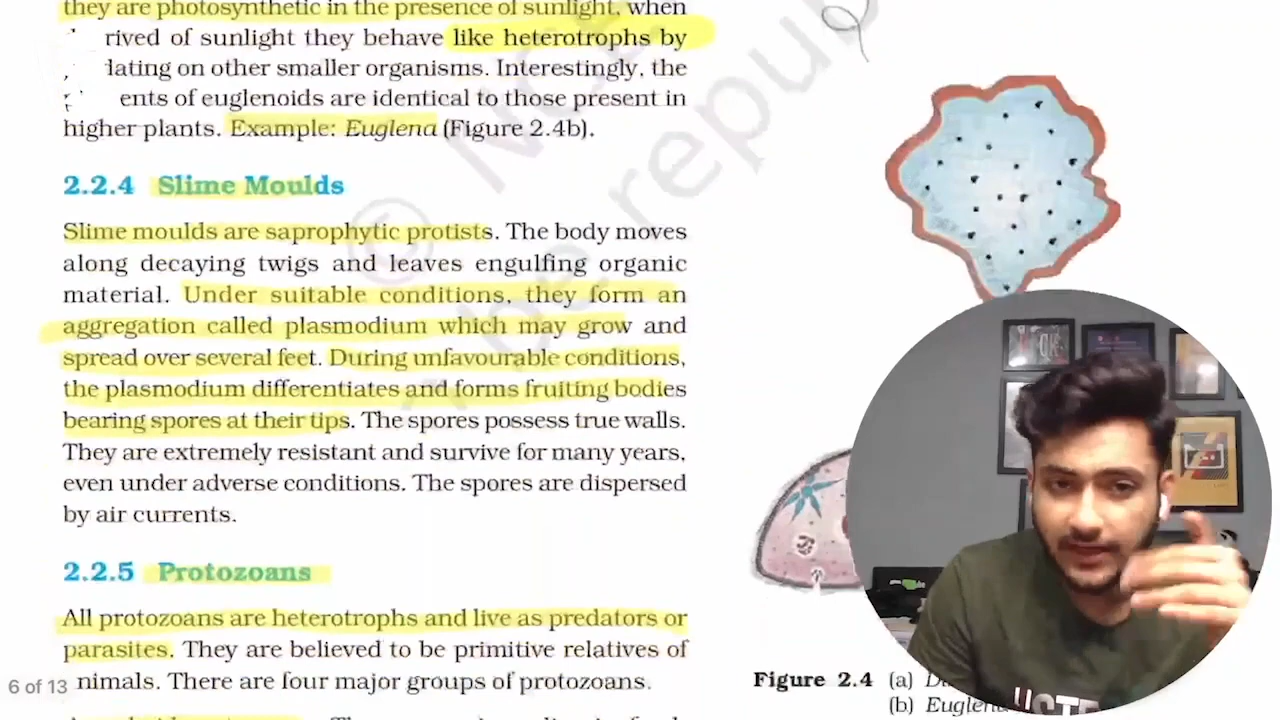 they are photosynthetic in the presence of sunlight, when
rived of sunlight they behave like heterotrophs by
lating on other smaller organisms. Interestingly, the
ents of euglenoids are identical to those present in
higher plants. Example: Euglena (Figure 2.4b).
2.2.4 Slime Moulds
Slime moulds are saprophytic protists. The body moves
along decaying twigs and leaves engulfing organic
material. Under suitable conditions, they form an
aggregation called plasmodium which may grow and
spread over several feet. During unfavourable conditions,
the plasmodium differentiates and forms fruiting bodies
bearing spores at their tips. The spores possess true walls.
They are extremely resistant and survive for many years,
even under adverse conditions. The spores are dispersed
by air currents.
2.2.5 Protozoans
All protozoans are heterotrophs and live as predators or
parasites. They are believed to be primitive relatives of
nimals. There are four major groups of protozoans.
6 of 13
Figure 2.4 (a)
(b) Euglena
©
be repub